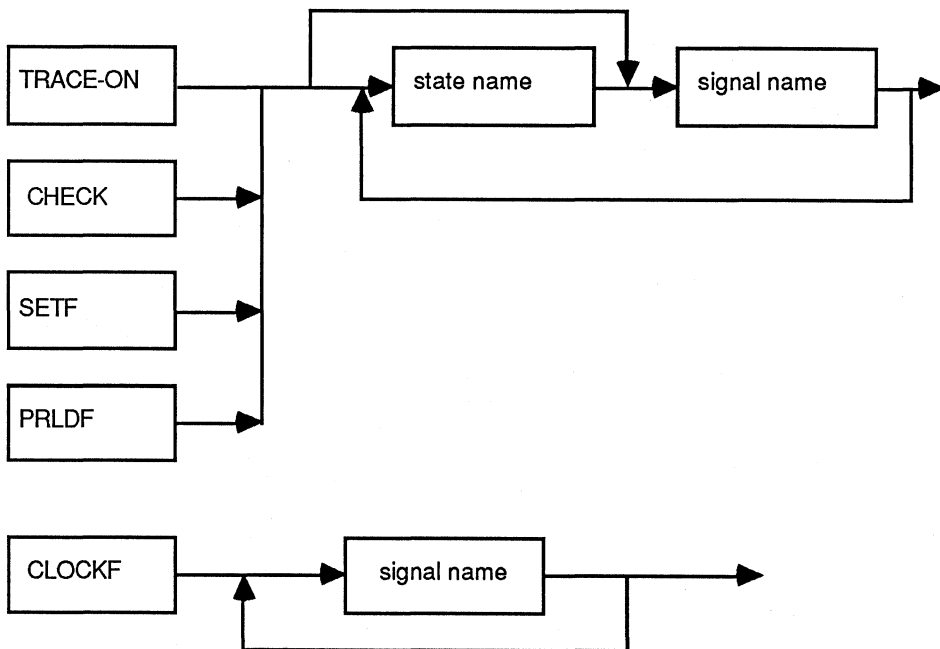 TRACE-ON
state name
signal name
CHECK
SETF
PRLDF
CLOCKF
signal name